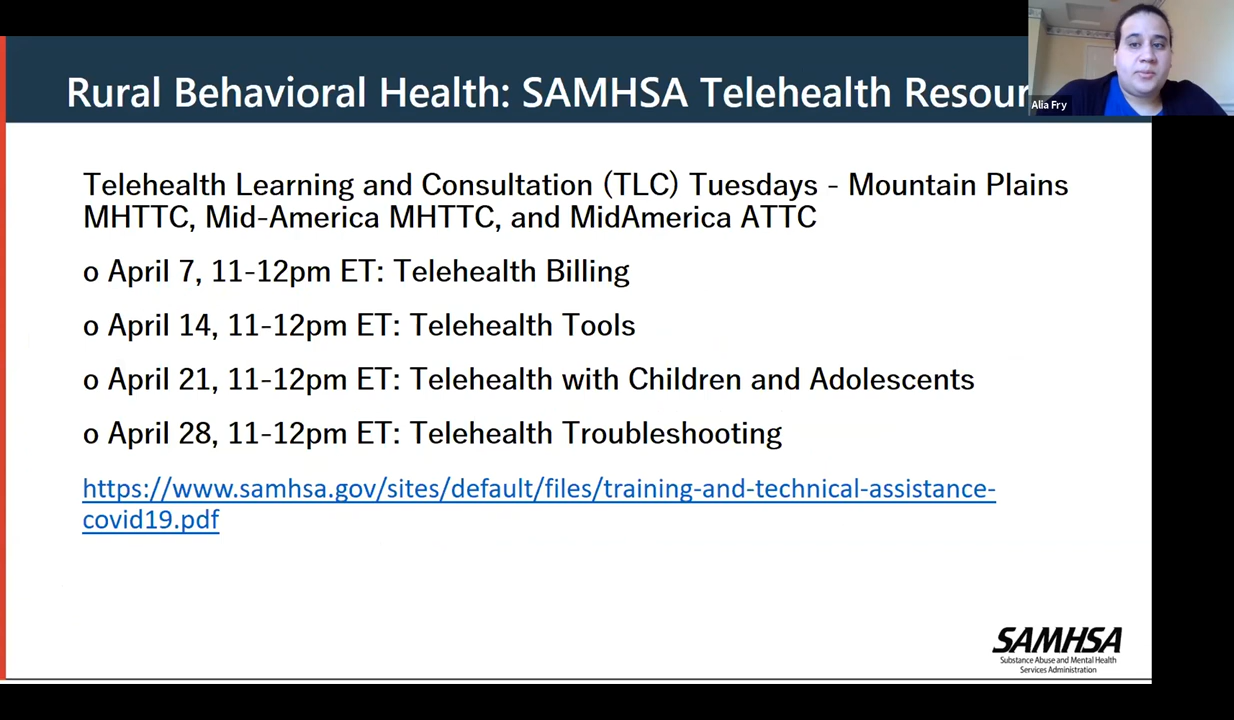 Rural Behavioral Health: SAMHSA Telehealth Resour
Alia Fry
Telehealth Learning and Consultation (TLC) Tuesdays - Mountain Plains
MHTTC, Mid-America MHTTC, and MidAmerica ATTC
o April 7, 11-12pm ET: Telehealth Billing
o April 14, 11-12pm ET: Telehealth Tools
o April 21, 11-12pm ET: Telehealth with Children and Adolescents
o April 28, 11-12pm ET: Telehealth Troubleshooting
https://www.samhsa.gov/sites/default/files/training-and-technical-assistance-
covid19.pdf
SAMHSA
Substance Abuse and Mental Health
Services Administration